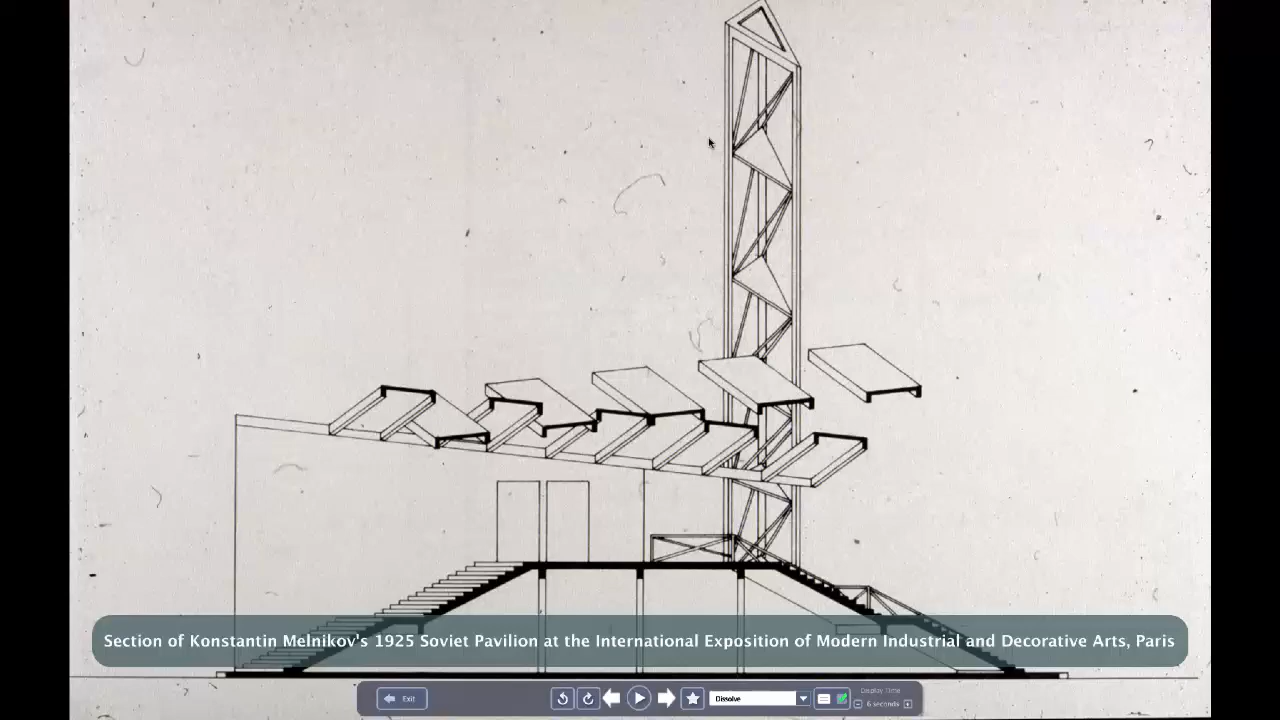 Section of Konstantin Melnikov's 1925 Soviet Pavilion at the International Exposition of Modern Industrial and Decorative Arts, Paris
Exit
Dissolve
Display Time
6 seconds